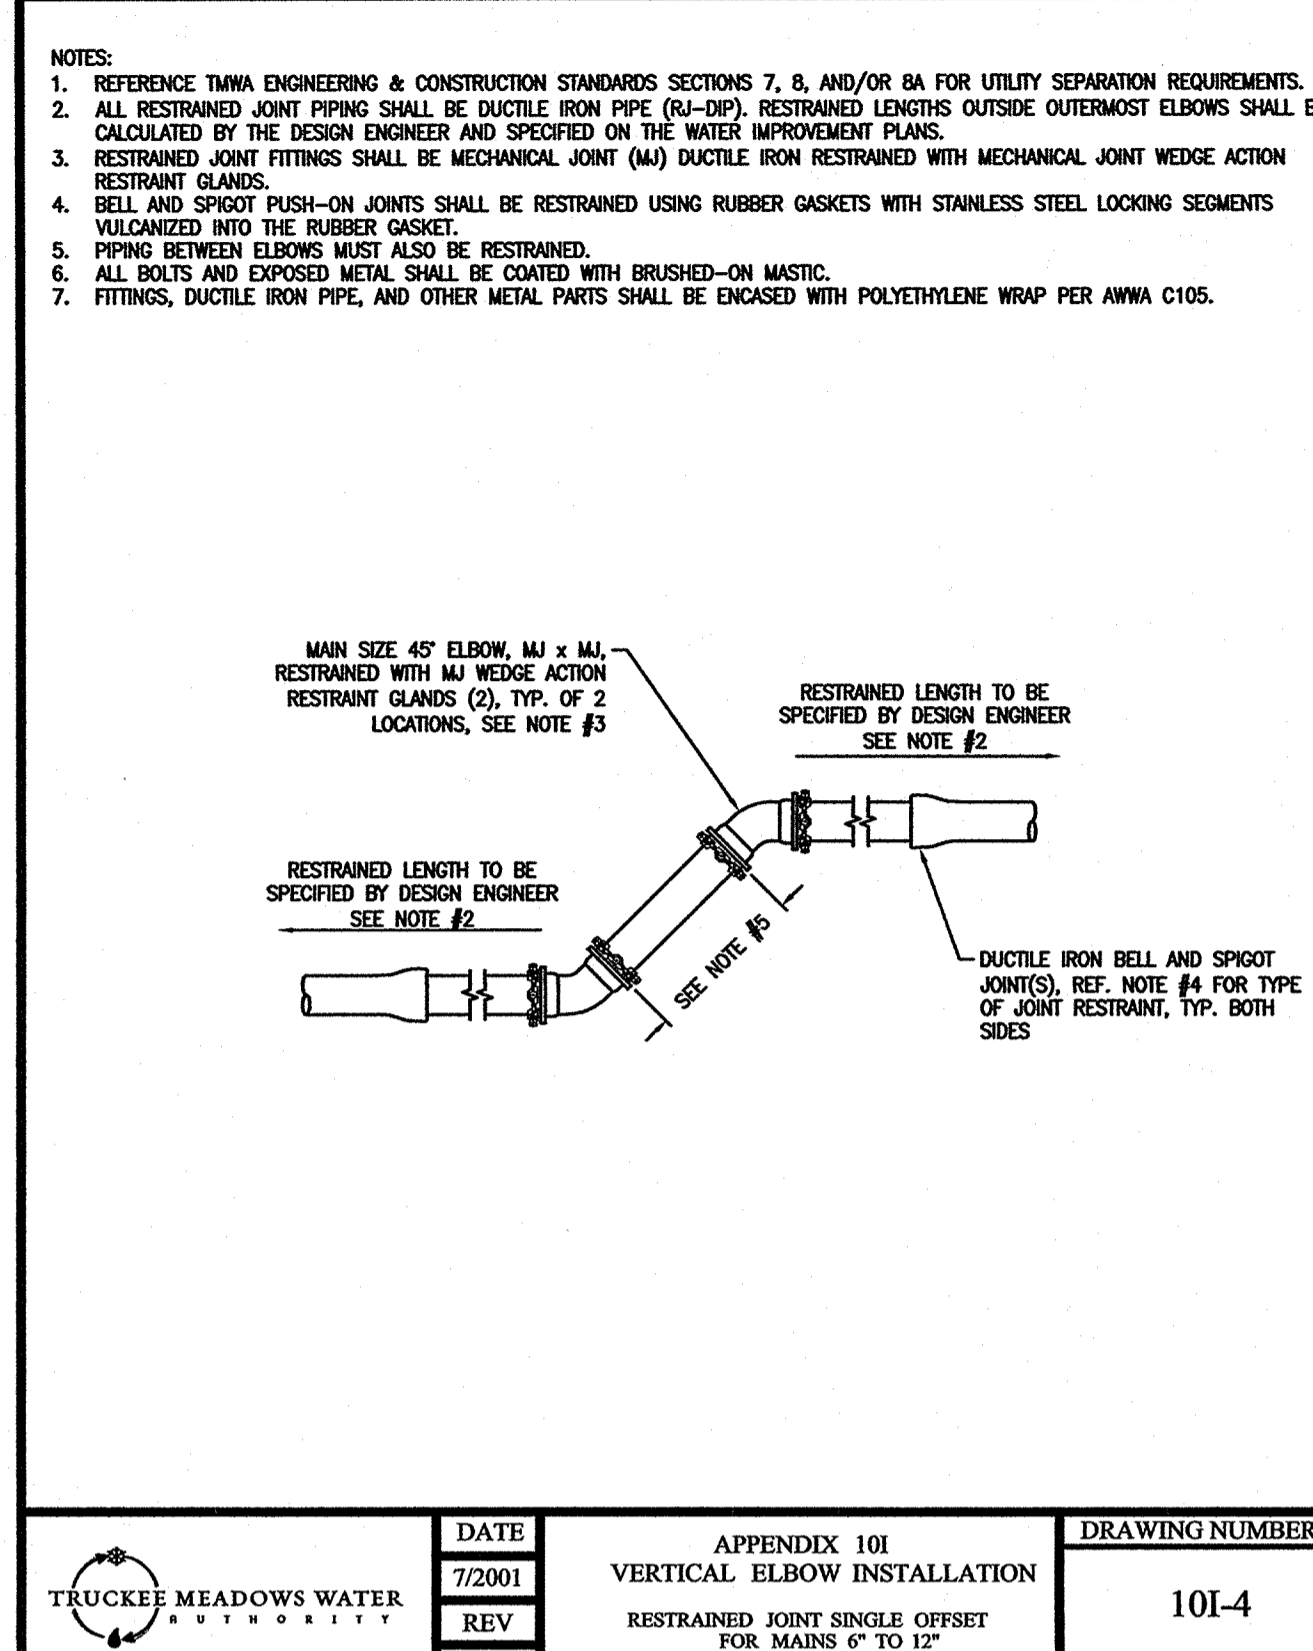 NOTES:
1. REFERENCE TMWA ENGINEERING & CONSTRUCTION STANDARDS SECTIONS 7, 8, AND/OR 8A FOR UTILITY SEPARATION REQUIREMENTS.
2. ALL RESTRAINED JOINT PIPING SHALL BE DUCTILE IRON PIPE (RJ-DIP). RESTRAINED LENGTHS OUTSIDE OUTERMOST ELBOWS SHALL
CALCULATED BY THE DESIGN ENGINEER AND SPECIFIED ON THE WATER IMPROVEMENT PLANS.
3. RESTRAINED JOINT FITTINGS SHALL BE MECHANICAL JOINT (MJ) DUCTILE IRON RESTRAINED WITH MECHANICAL JOINT WEDGE ACTION
RESTRAINT GLANDS.
4. BELL AND SPIGOT PUSH-ON JOINTS SHALL BE RESTRAINED USING RUBBER GASKETS WITH STAINLESS STEEL LOCKING SEGMENTS
VULCANIZED INTO THE RUBBER GASKET.
5. PIPING BETWEEN ELBOWS MUST ALSO BE RESTRAINED.
6. ALL BOLTS AND EXPOSED METAL SHALL BE COATED WITH BRUSHED-ON MASTIC.
7. FITTINGS, DUCTILE IRON PIPE, AND OTHER METAL PARTS SHALL BE ENCASED WITH POLYETHYLENE WRAP PER AWWA C105.
MAIN SIZE 45° ELBOW, MJ x MJ,
RESTRAINED WITH MJ WEDGE ACTION
RESTRAINT GLANDS (2), TYP. OF 2
LOCATIONS, SEE NOTE #3
RESTRAINED LENGTH TO BE
SPECIFIED BY DESIGN ENGINEER
SEE NOTE #2
RESTRAINED LENGTH TO BE
SPECIFIED BY DESIGN ENGINEER
SEE NOTE #2
SEE NOTE #5
DUCTILE IRON BELL AND SPIGOT
JOINT(S), REF. NOTE #4 FOR TYPE
OF JOINT RESTRAINT, TYP. BOTH
SIDES
TRUCKEE MEADOWS WATER
AUTHORITY
DATE
7/2001
REV
APPENDIX 10I
VERTICAL ELBOW INSTALLATION
RESTRAINED JOINT SINGLE OFFSET
FOR MAINS 6" TO 12"
DRAWING NUMBER
10I-4